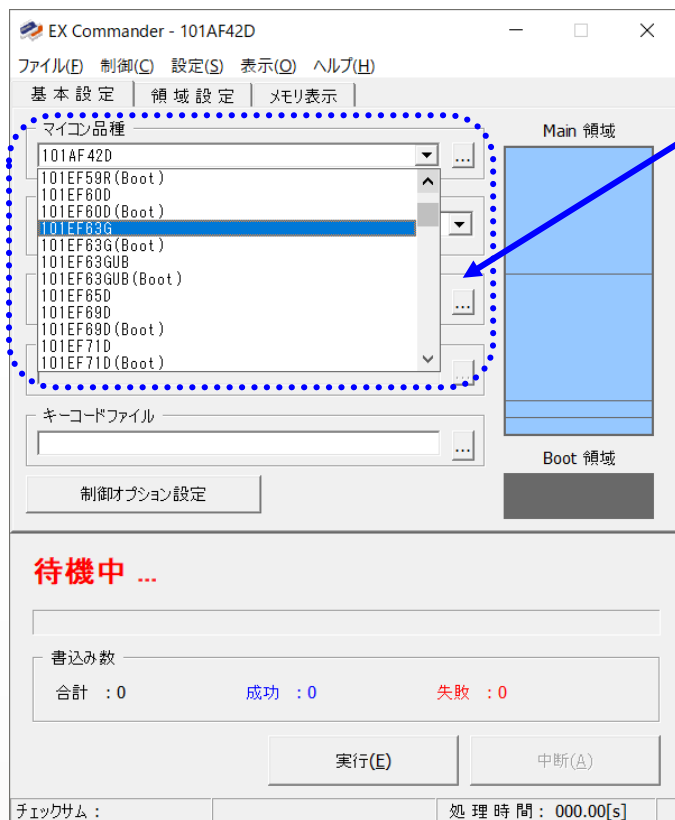 EX Commander - 101AF42D
ファイル(F) 制御(C) 設定(S) 表示(O) ヘルプ(H)
基本設定 領域設定 メモリ表示
マイコン品種
101AF42D
...
101EF59R(Boot)
101EF60D
101EF60D(Boot)
101EF63G
101EF63G(Boot)
101EF63GUB
101EF63GUB(Boot)
101EF65D
101EF69D
101EF69D(Boot)
101EF71D
101EF71D(Boot)
...
...
キーコードファイル
...
制御オプション設定
Main 領域
Boot 領域
待機中 ...
書込み数
合計 : 0 成功 : 0 失敗 : 0
実行(E) 中断(A)
チェックサム : 処理時間 : 000.00[s]